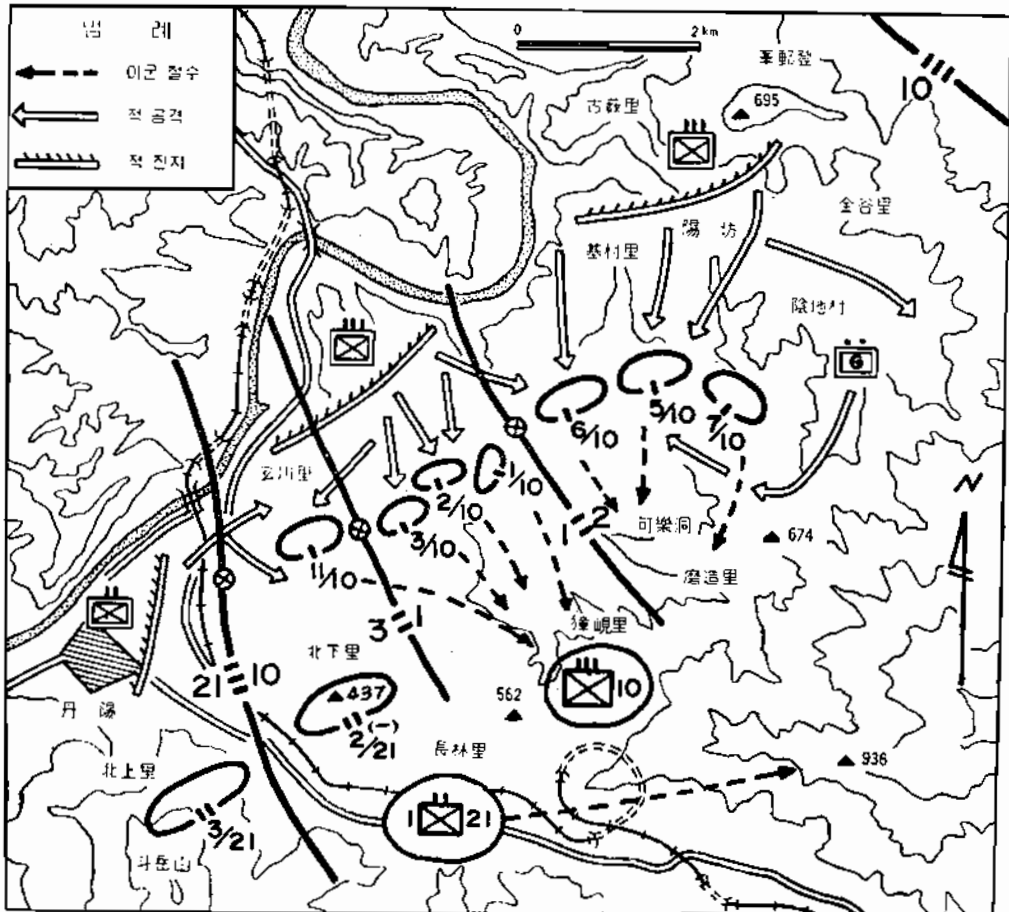 범 례
아군 철수
적 공격
적 진지
0 2 km
10
695
古藪里
金谷里
陽坊
基村里
陰地村
G
6/10
5/10
7/10
1/10
2/10
3/10
11/10
1 2
可樂洞
674
磨造里
3 1
獐峴里
N
北下里
21 10
10
437
562
2/21
(-)
丹陽
長林里
936
北上里
1 21
3/21
斗岳山